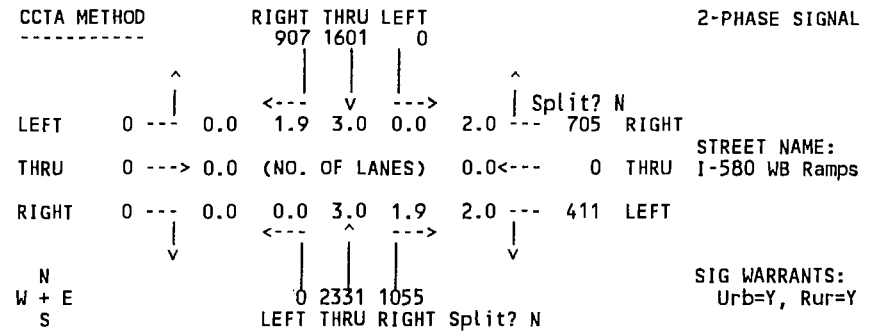 CCTA METHOD RIGHT THRU LEFT 2-PHASE SIGNAL
----------- 907 1601 0
^ ^
<--- v ---> | Split? N
LEFT 0 --- 0.0 1.9 3.0 0.0 2.0 --- 705 RIGHT
STREET NAME:
THRU 0 ---> 0.0 (NO. OF LANES) 0.0<--- 0 THRU I-580 WB Ramps
RIGHT 0 --- 0.0 0.0 3.0 1.9 2.0 --- 411 LEFT
<--- ^ --->
v v
N SIG WARRANTS:
W + E 0 2331 1055 Urb=Y, Rur=Y
S LEFT THRU RIGHT Split? N